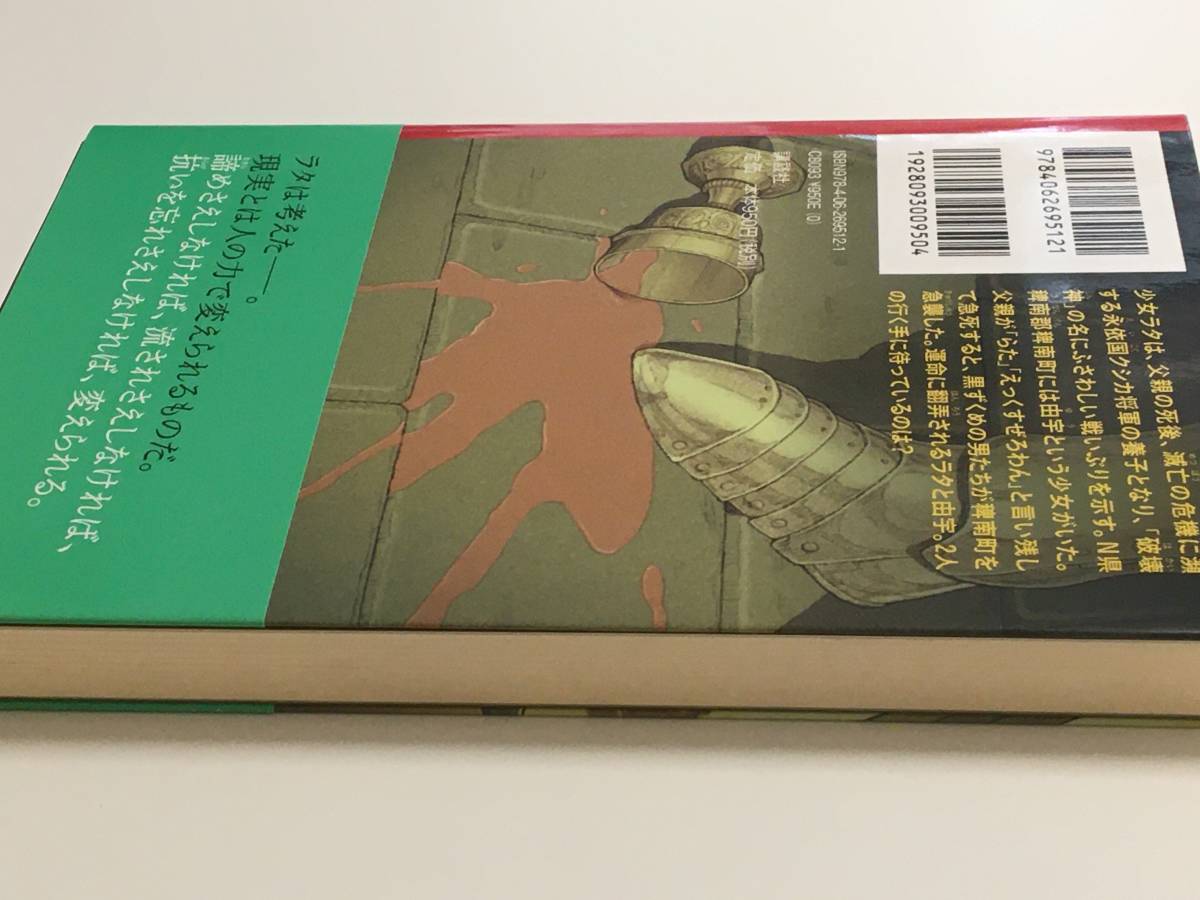 9784062695121
1928093009504
ISBN978-4-06-269512-1
C8093 ¥950E (0)
講談社
定価 本体950円(税別)
少女ラタは、父親の死後、滅亡の危機に瀕
する永依国グシカ将軍の養子となり、「破壊
神」の名にふさわしい戦いぶりを示す。N県
稗南郡稗南町には由宇という少女がいた。
父親が「らた」「えっくすせろわん」と言い残し
て急死すると、黒ずくめの男たちが稗南町を
急襲した。運命に翻弄されるラタと由宇。2人
の行く手に待っているのは?
ラタは考えた――。
現実とは人の力で変えられるものだ。
諦めさえしなければ、流されさえしなければ、
抗いを忘れさえしなければ、変えられる。